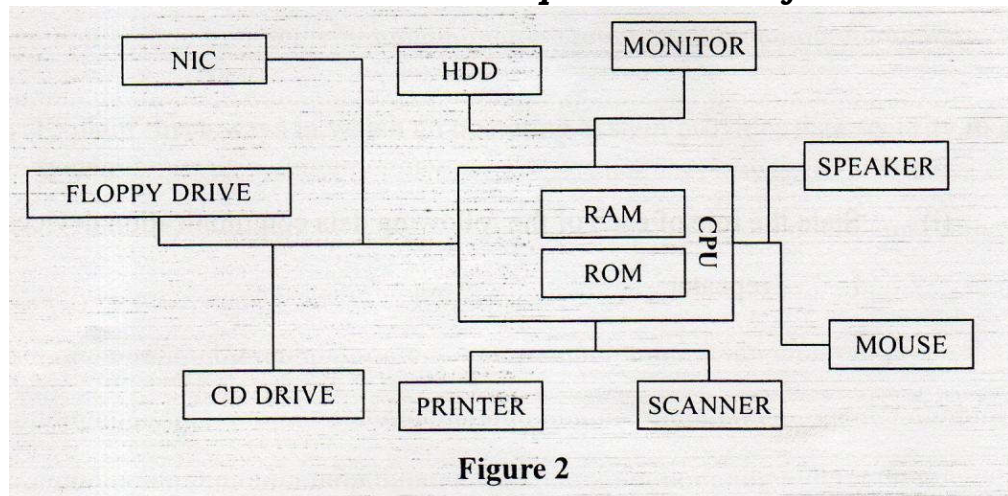 NIC
HDD
MONITOR
SPEAKER
FLOPPY DRIVE
RAM
CPU
ROM
MOUSE
CD DRIVE
PRINTER
SCANNER
Figure 2